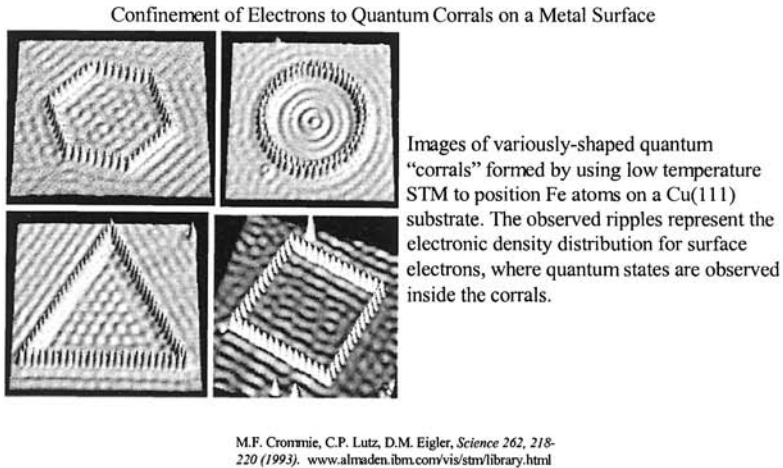 Confinement of Electrons to Quantum Corrals on a Metal Surface
Images of variously-shaped quantum
“corrals” formed by using low temperature
STM to position Fe atoms on a Cu(111)
substrate. The observed ripples represent the
electronic density distribution for surface
electrons, where quantum states are observed
inside the corrals.
M.F. Crommie, C.P. Lutz, D.M. Eigler, Science 262, 218-
220 (1993). www.almaden.ibm.com/vis/stm/library.html